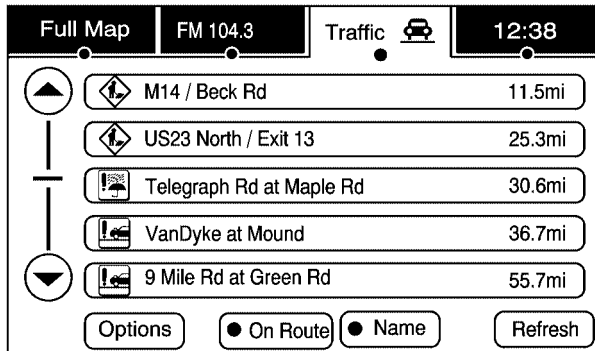 Full Map FM 104.3 Traffic 12:38
M14 / Beck Rd 11.5mi
US23 North / Exit 13 25.3mi
Telegraph Rd at Maple Rd 30.6mi
VanDyke at Mound 36.7mi
9 Mile Rd at Green Rd 55.7mi
Options On Route Name Refresh